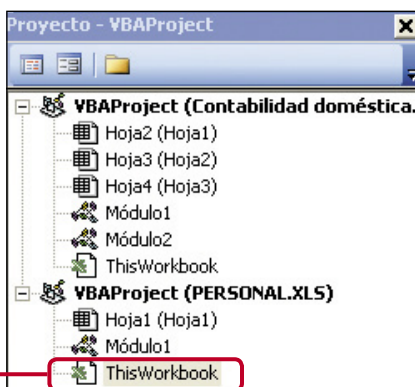 Proyecto - VBAProject
VBAProject (Contabilidad doméstica.
Hoja2 (Hoja1)
Hoja3 (Hoja2)
Hoja4 (Hoja3)
Módulo1
Módulo2
ThisWorkbook
VBAProject (PERSONAL.XLS)
Hoja1 (Hoja1)
Módulo1
ThisWorkbook